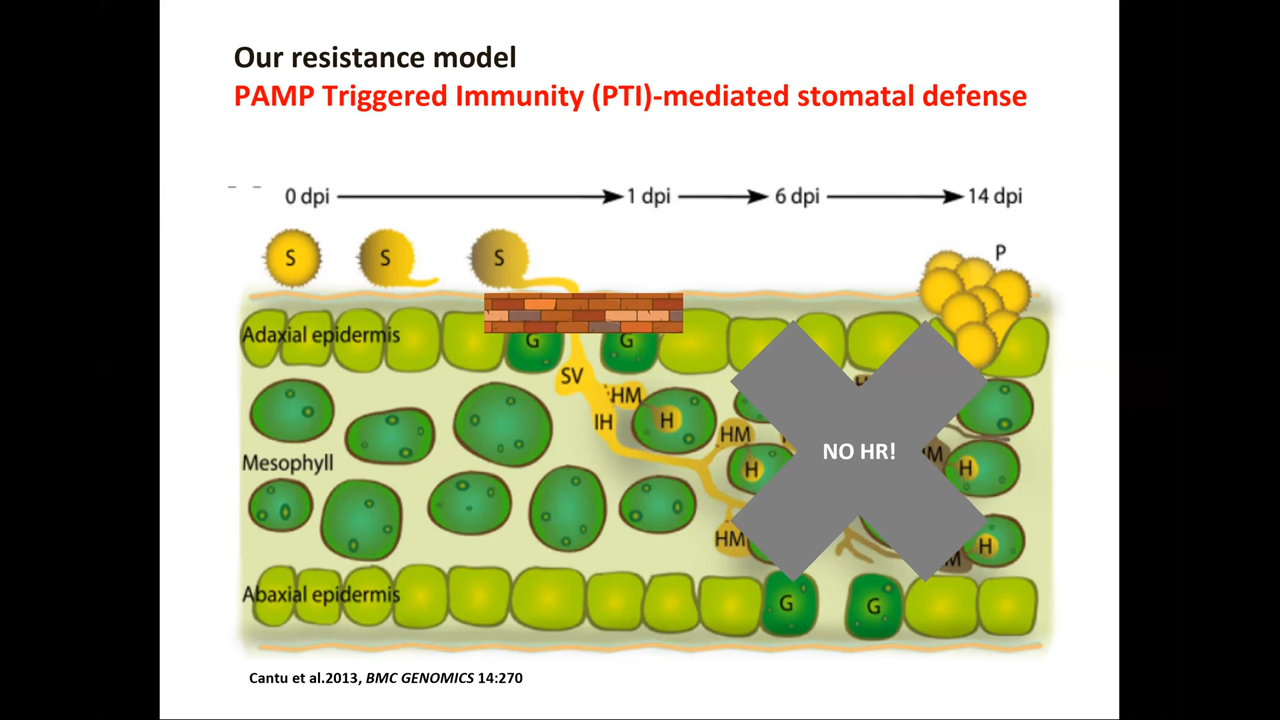 Our resistance model
PAMP Triggered Immunity (PTI)-mediated stomatal defense
0 dpi 1 dpi 6 dpi 14 dpi
S S S P
Adaxial epidermis G G
SV
HM
IH H
HM
Mesophyll H NO HR! H
HM H
Abaxial epidermis G G
Cantu et al.2013, BMC GENOMICS 14:270